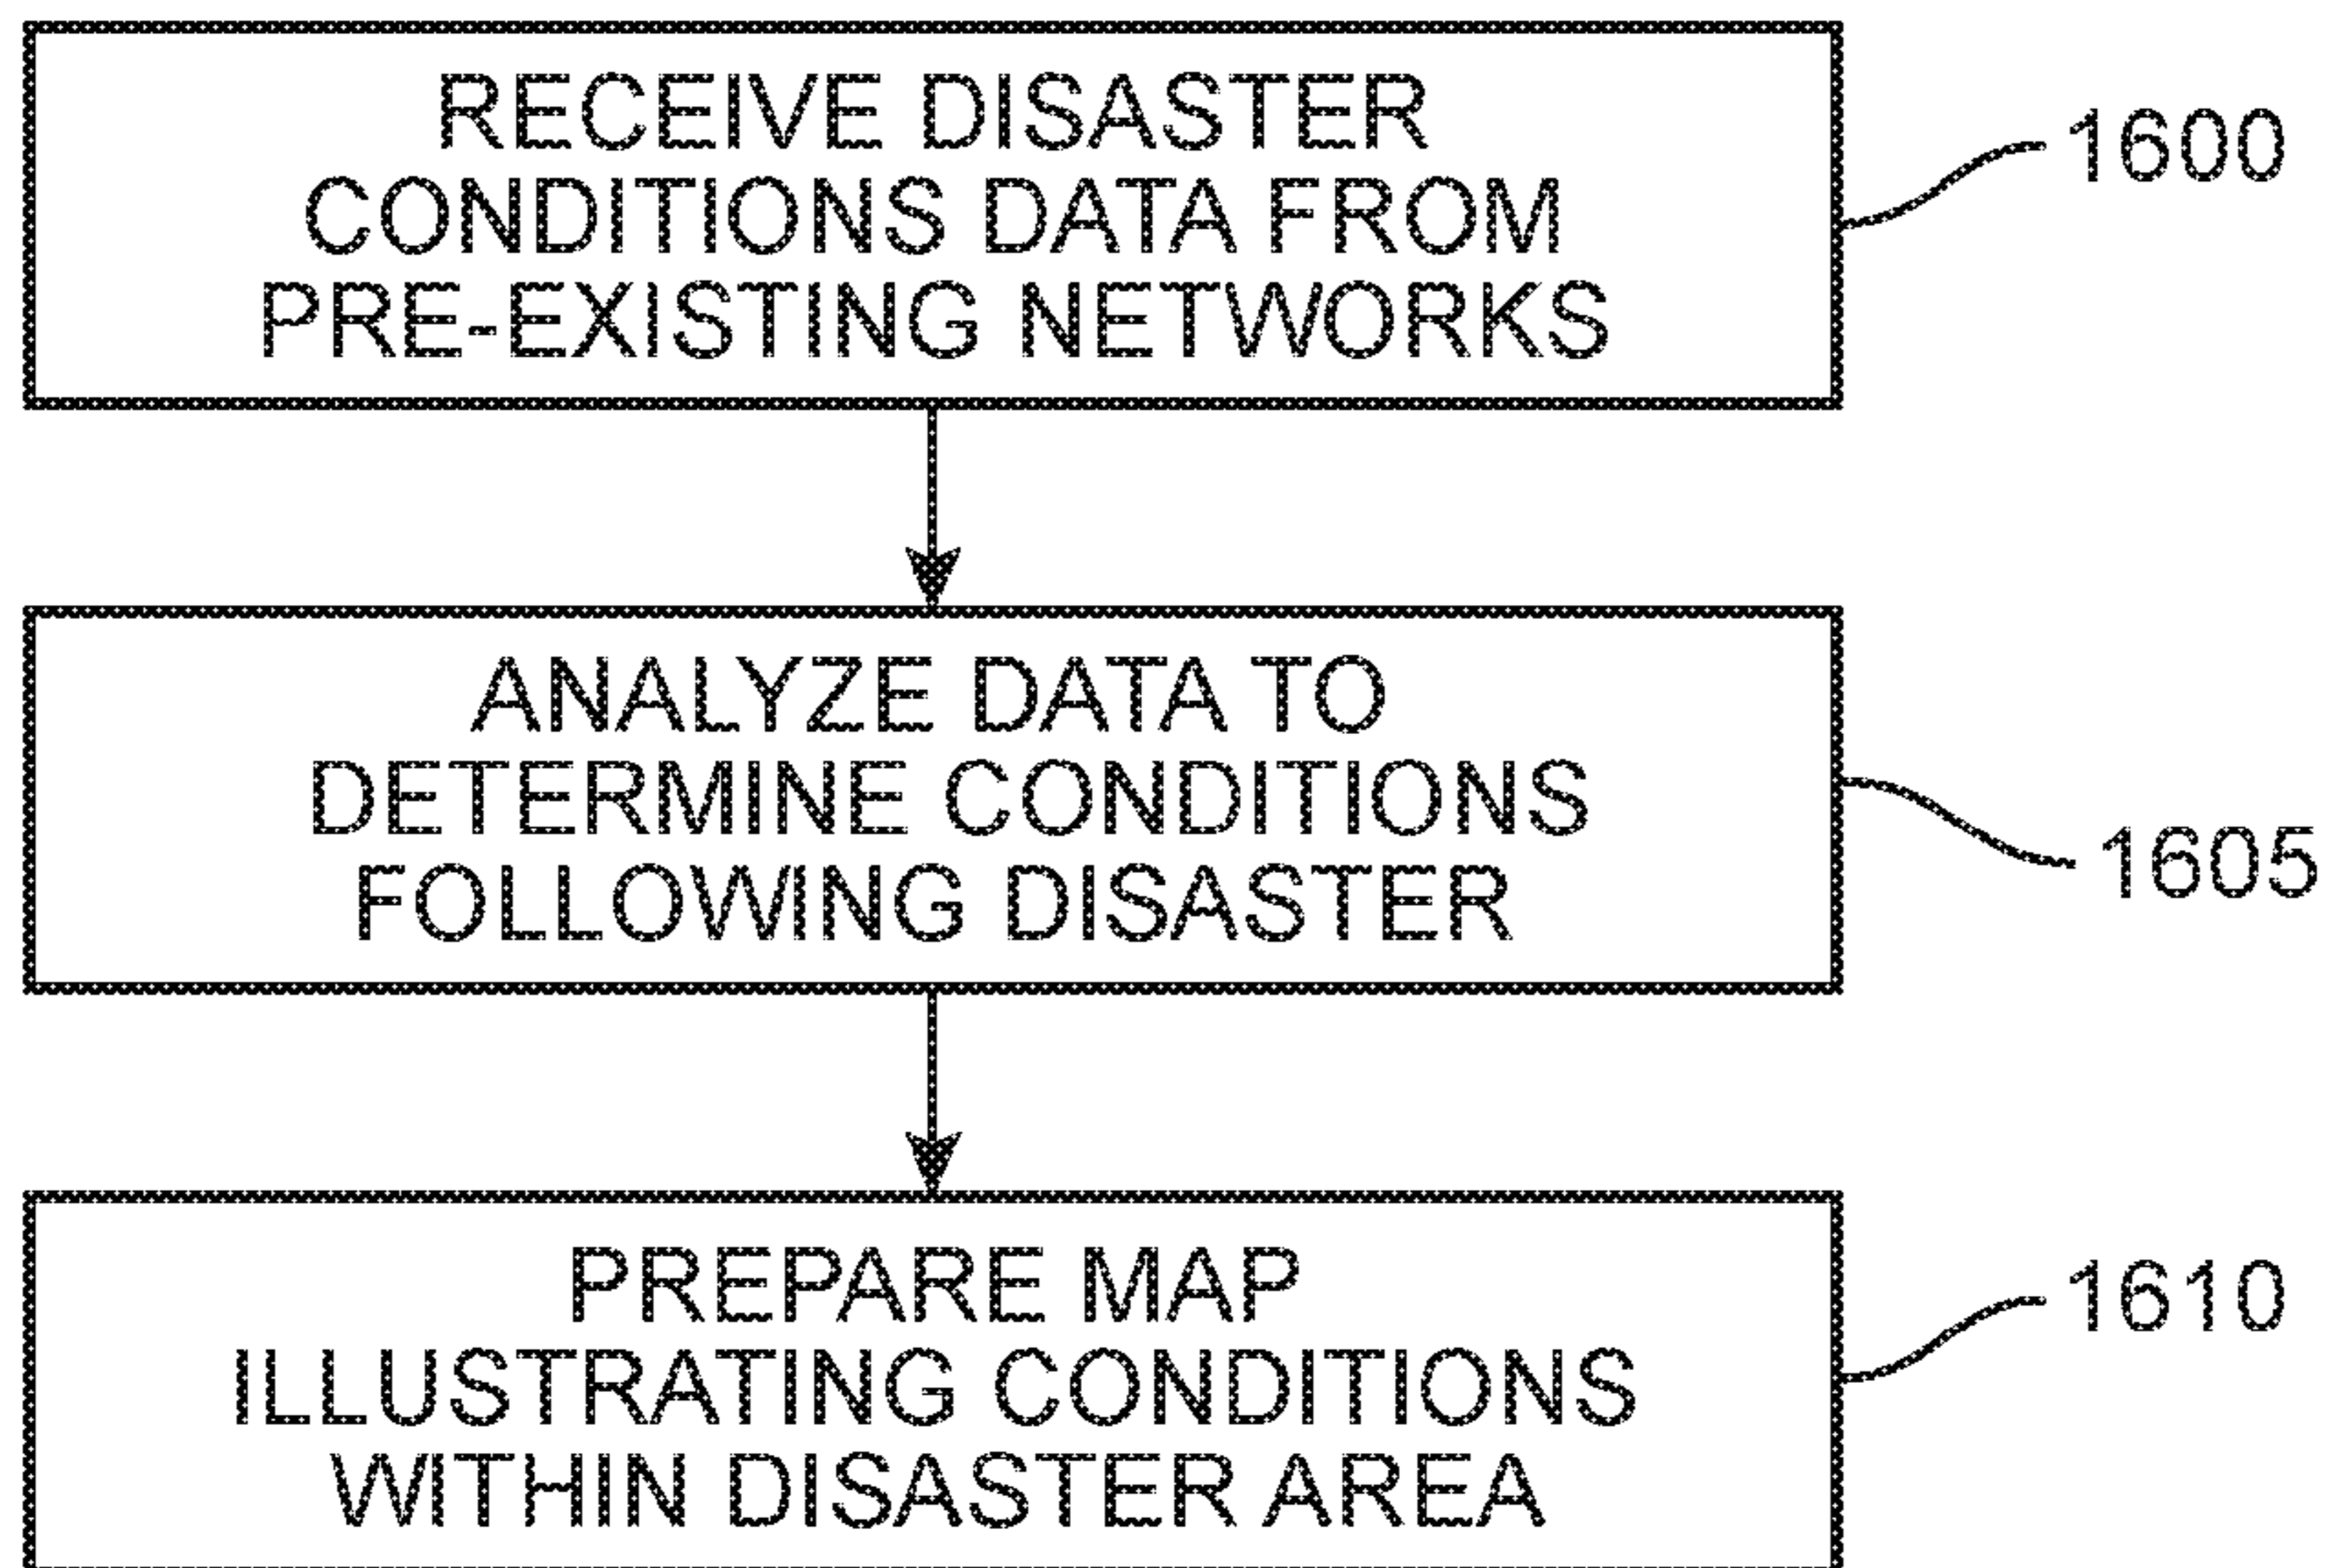 RECEIVE DISASTER
CONDITIONS DATA FROM
PRE-EXISTING NETWORKS
1600
ANALYZE DATA TO
DETERMINE CONDITIONS
FOLLOWING DISASTER
1605
PREPARE MAP
ILLUSTRATING CONDITIONS
WITHIN DISASTER AREA
1610